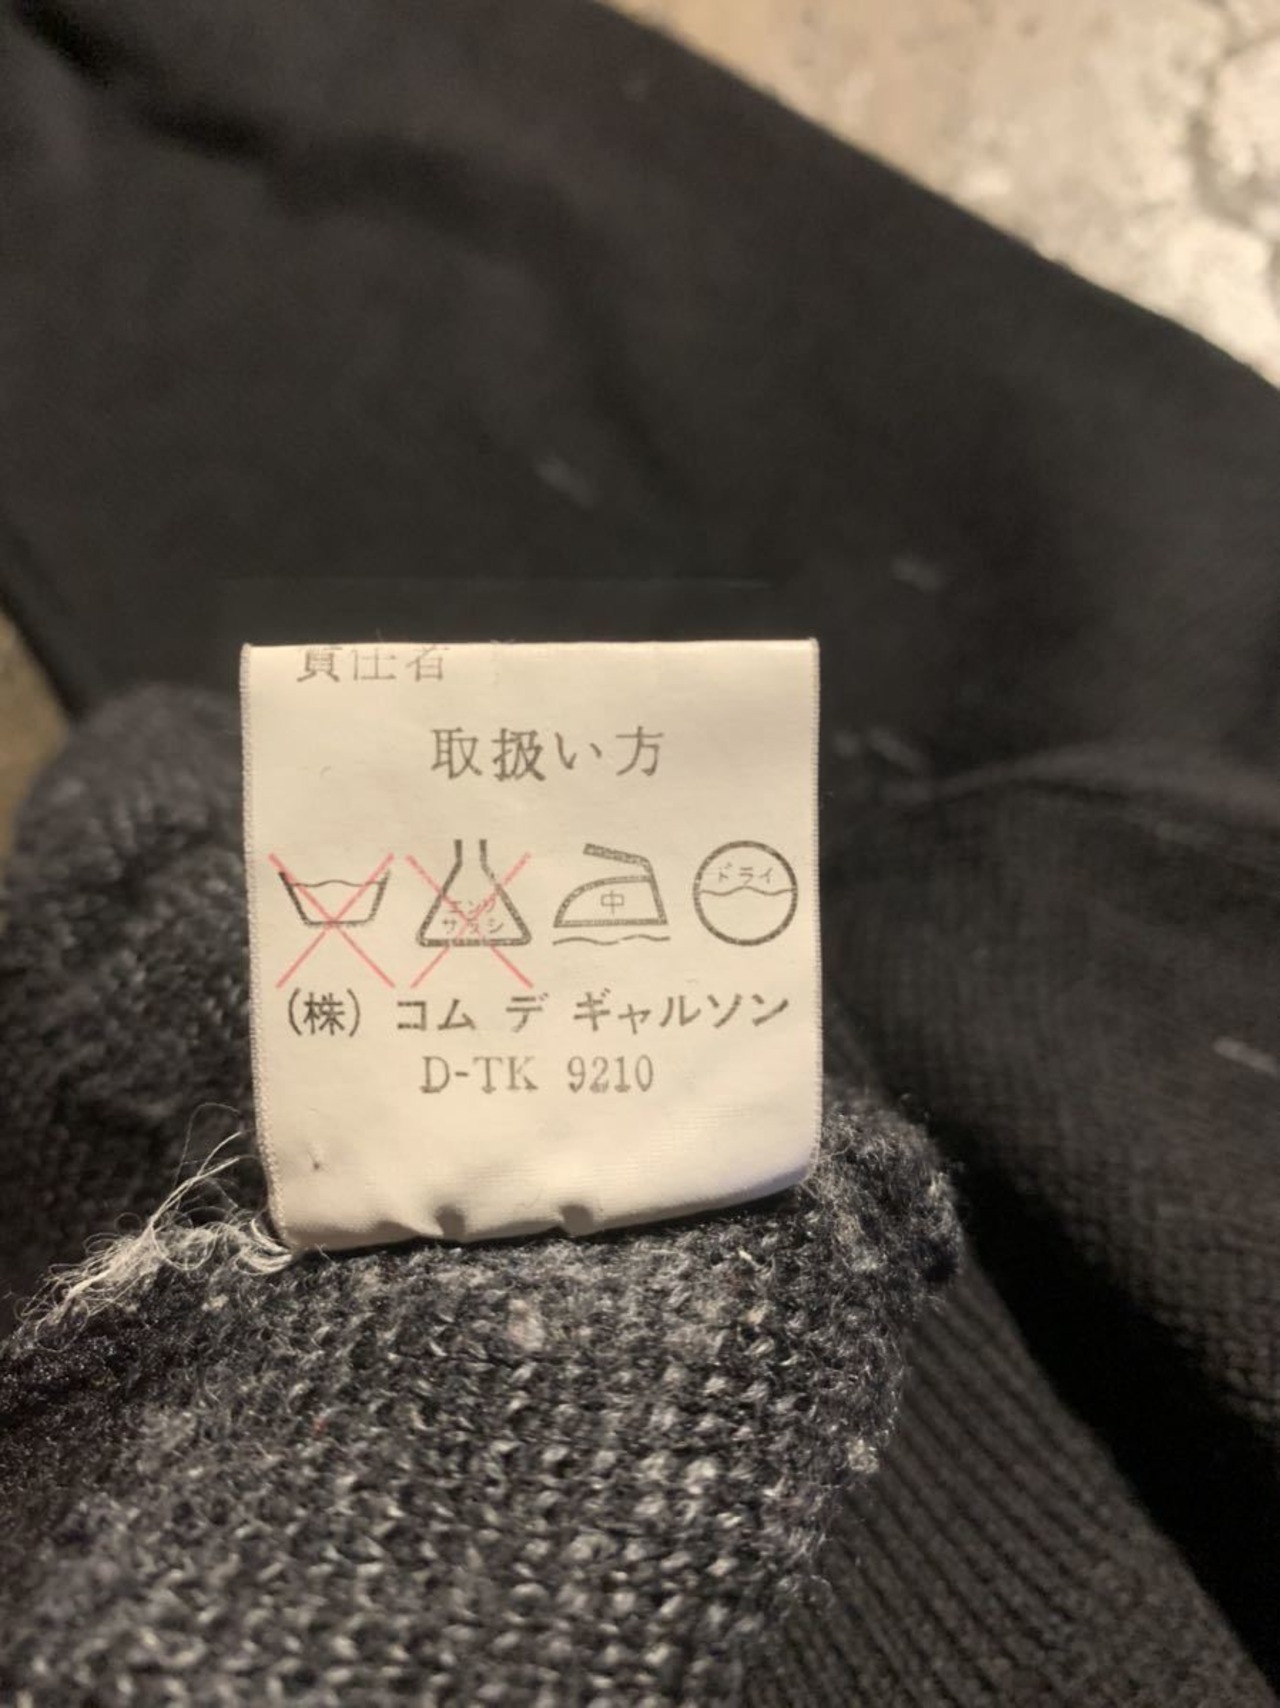 責任者
取扱い方
エンソ サラシ 中 ドライ
(株) コム デ ギャルソン
D-TK 9210